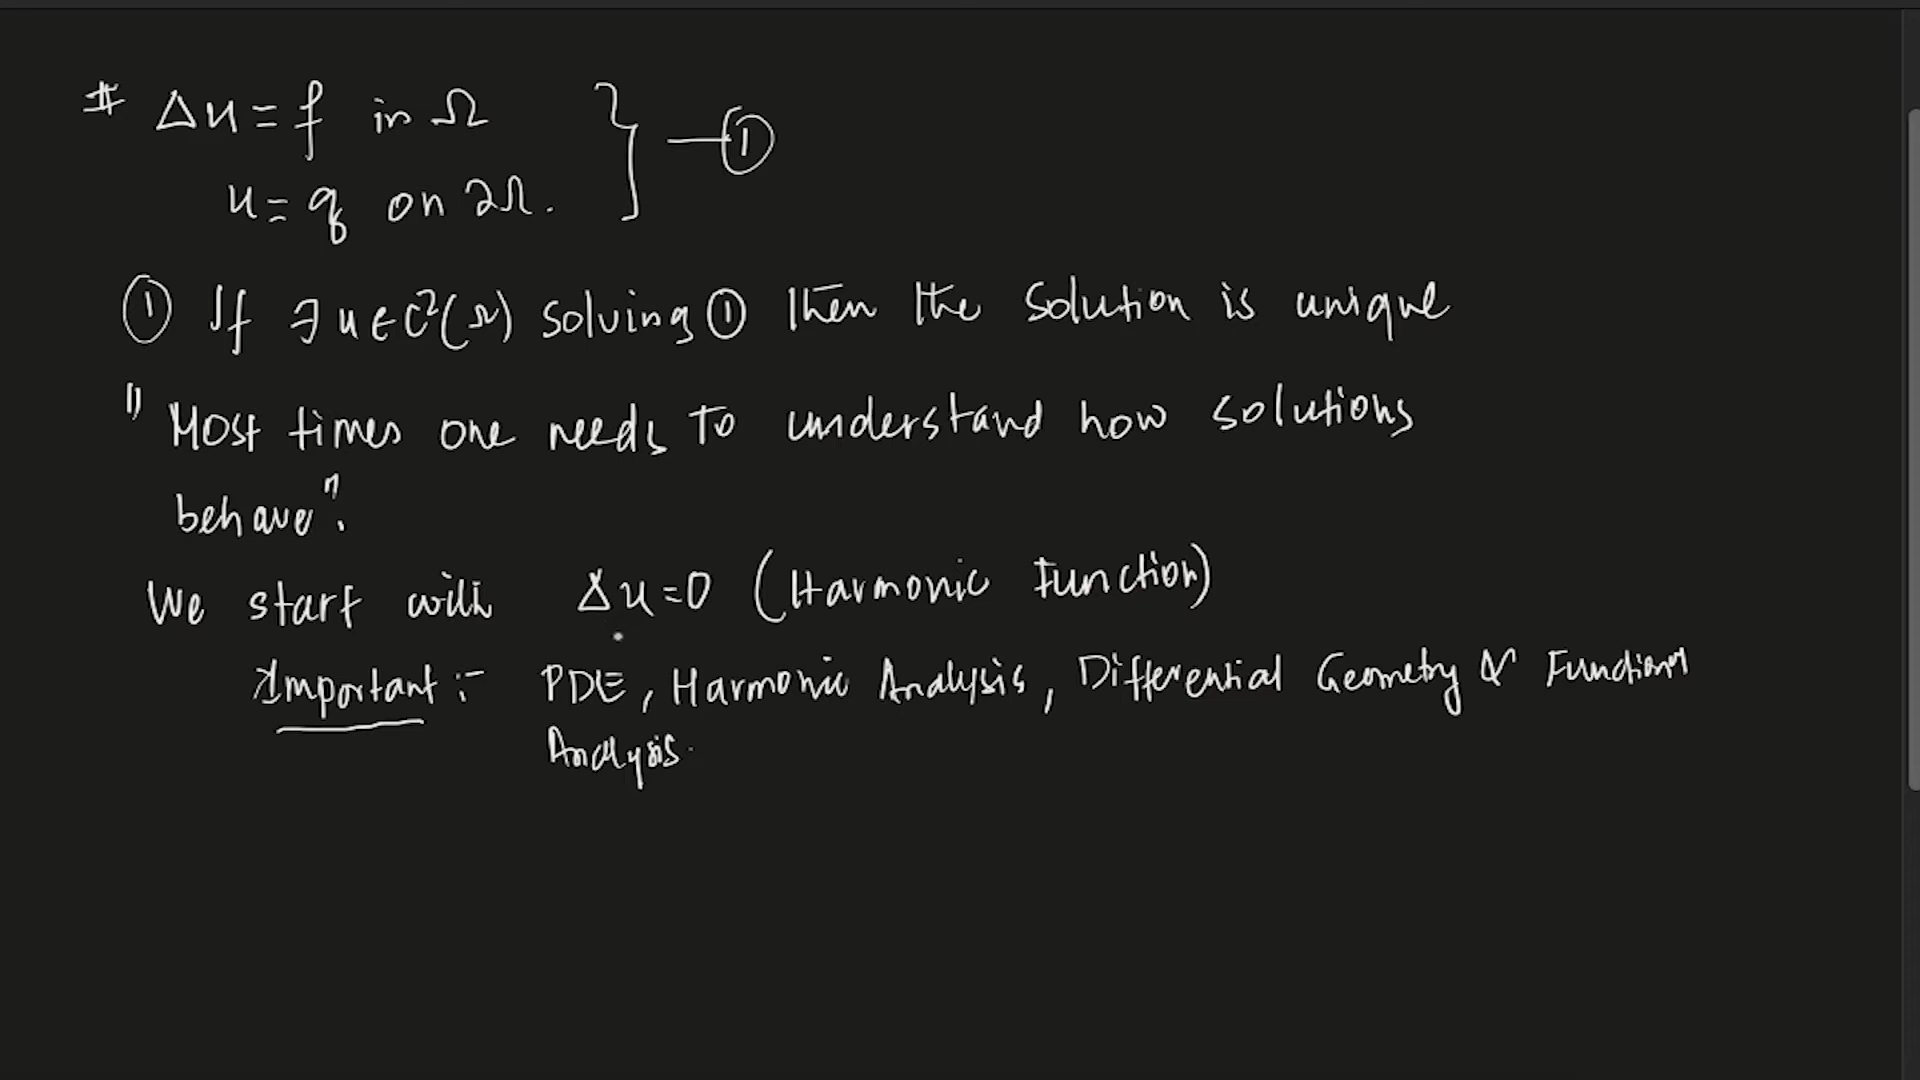 # Δu = f in Ω
u = g on ∂Ω. } — ①
① If ∃ u ∈ C²(Ω) solving ① then the solution is unique
" Most times one needs to understand how solutions
behave".
We start with Δu = 0 (Harmonic Function)
Important :- PDE, Harmonic Analysis, Differential Geometry & Functional
Analysis.